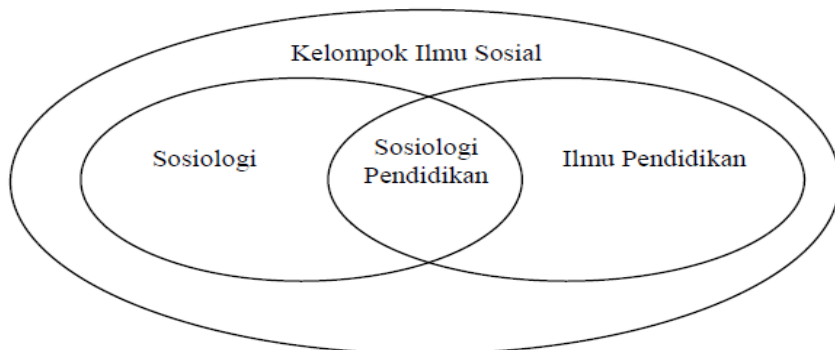 Kelompok Ilmu Sosial
Sosiologi
Sosiologi
Pendidikan
Ilmu Pendidikan